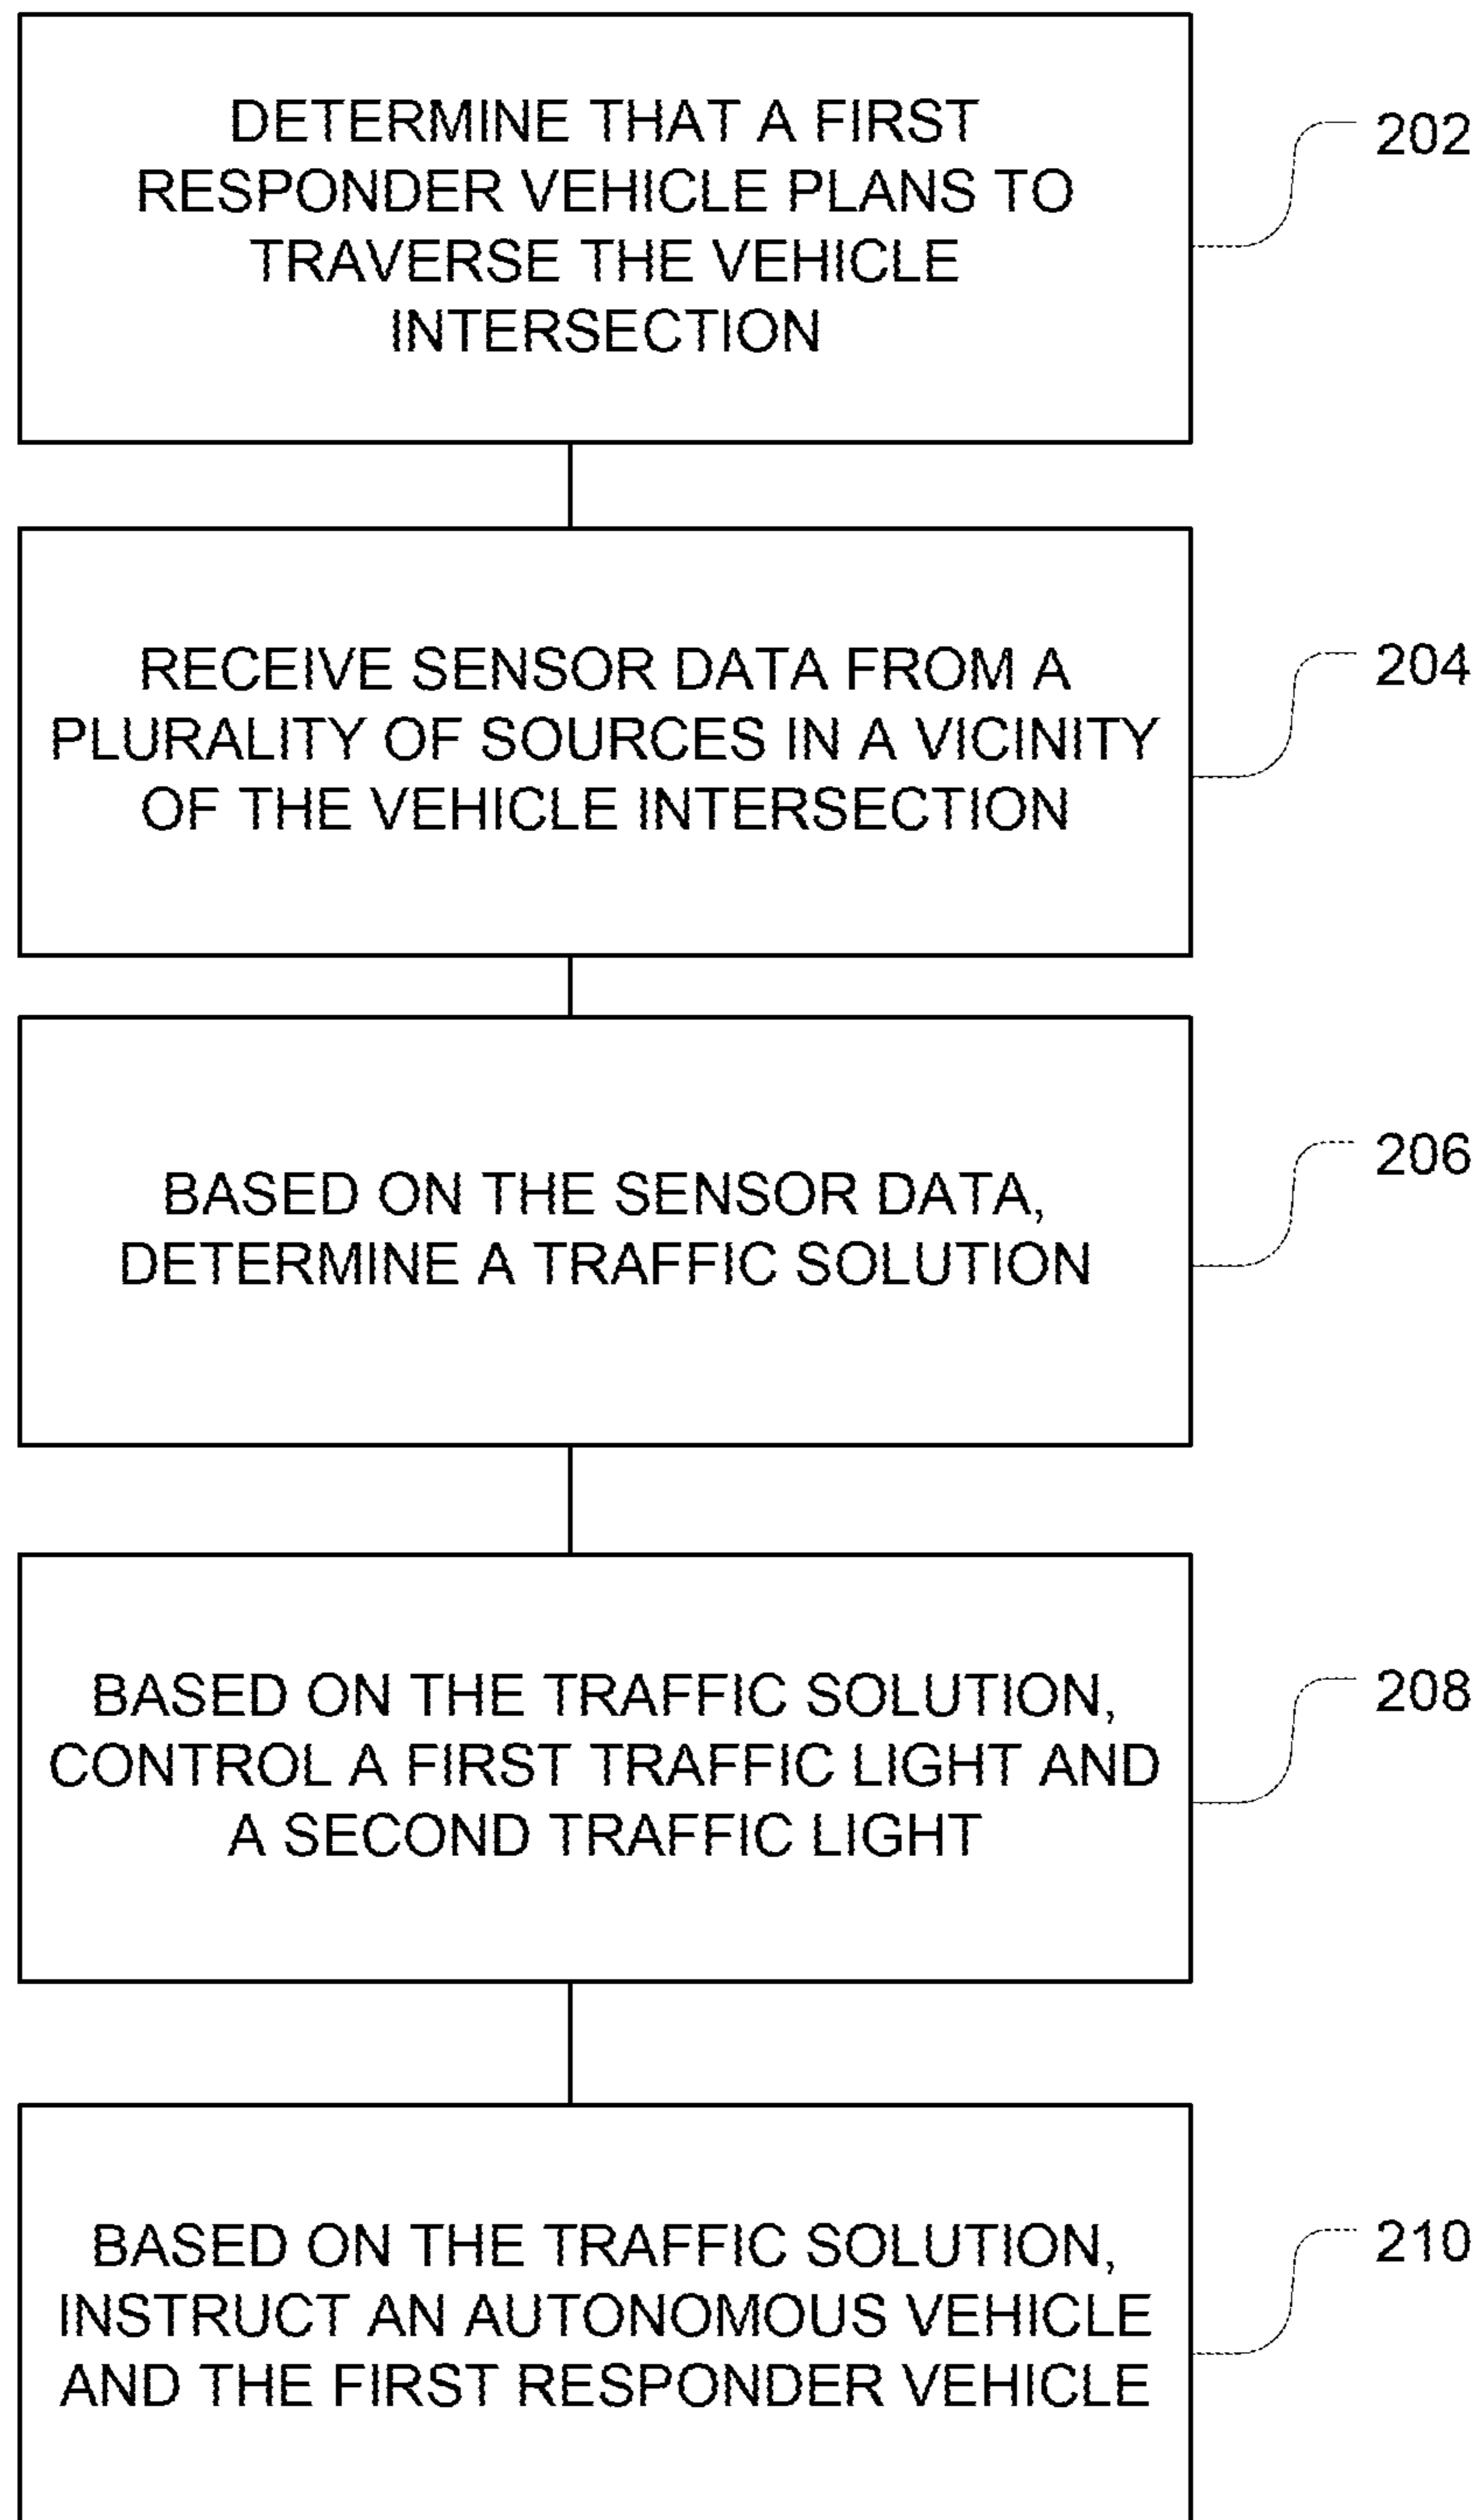 DETERMINE THAT A FIRST
RESPONDER VEHICLE PLANS TO
TRAVERSE THE VEHICLE
INTERSECTION
202
RECEIVE SENSOR DATA FROM A
PLURALITY OF SOURCES IN A VICINITY
OF THE VEHICLE INTERSECTION
204
BASED ON THE SENSOR DATA,
DETERMINE A TRAFFIC SOLUTION
206
BASED ON THE TRAFFIC SOLUTION,
CONTROL A FIRST TRAFFIC LIGHT AND
A SECOND TRAFFIC LIGHT
208
BASED ON THE TRAFFIC SOLUTION,
INSTRUCT AN AUTONOMOUS VEHICLE
AND THE FIRST RESPONDER VEHICLE
210